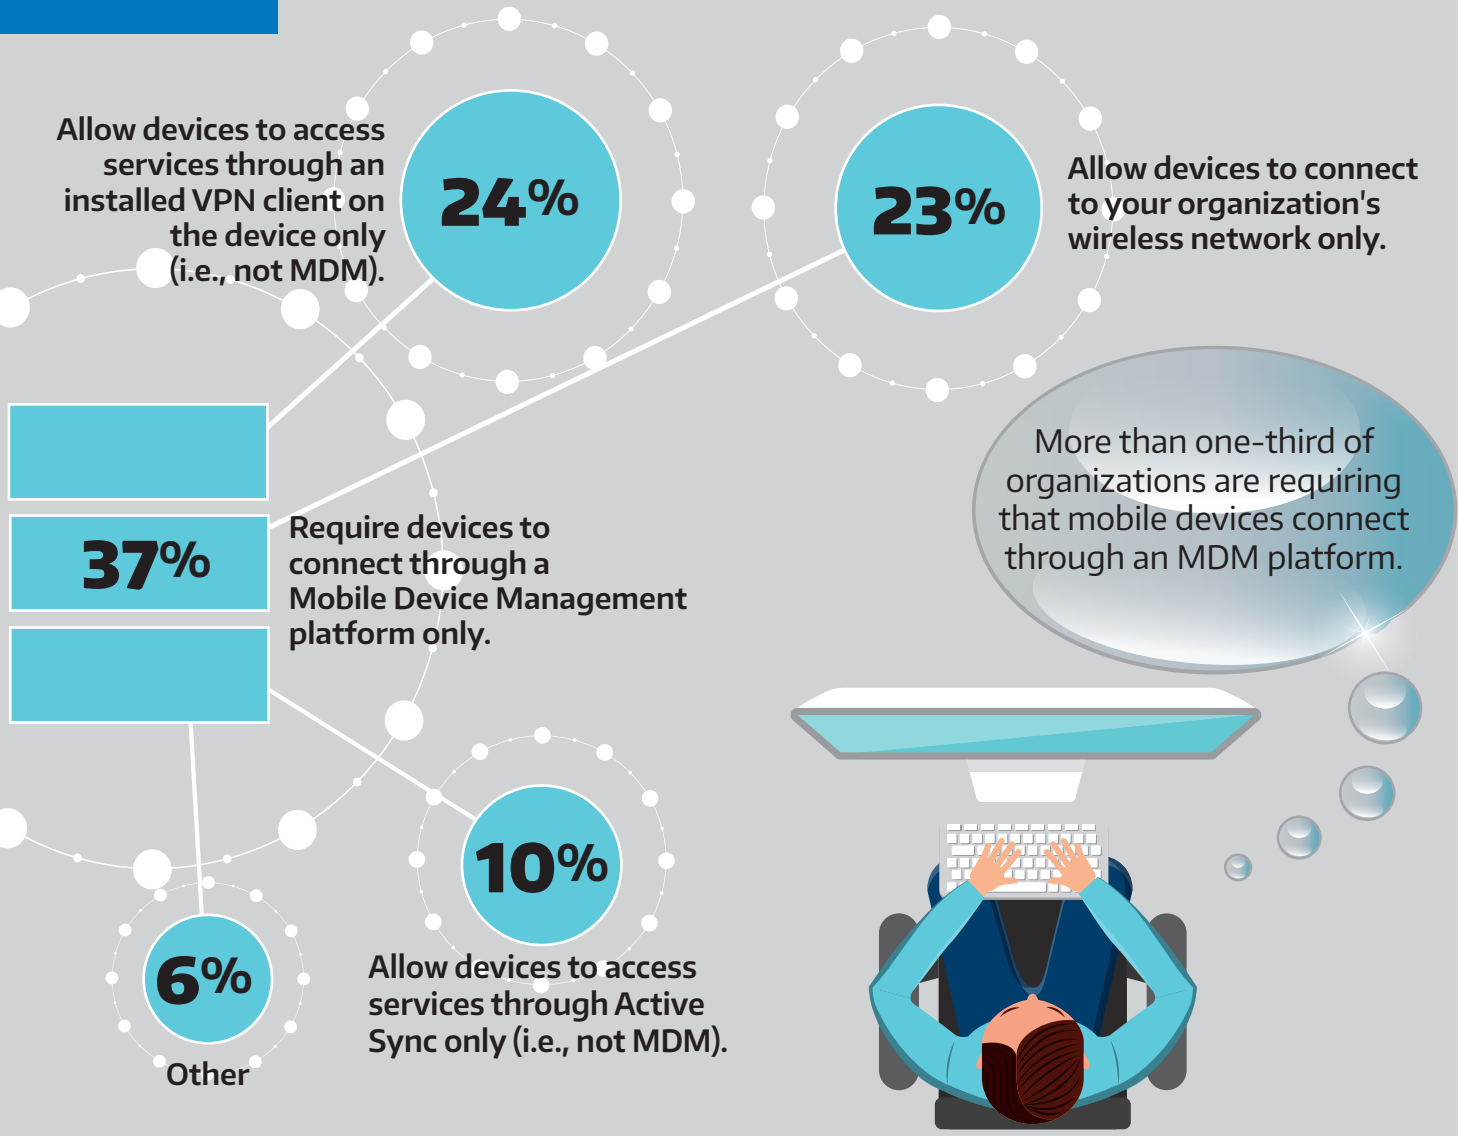 Allow devices to access
services through an
installed VPN client on
the device only
(i.e., not MDM).
24%
23%
Allow devices to connect
to your organization's
wireless network only.
More than one-third of
organizations are requiring
that mobile devices connect
through an MDM platform.
37%
Require devices to
connect through a
Mobile Device Management
platform only.
10%
Allow devices to access
services through Active
Sync only (i.e., not MDM).
6%
Other